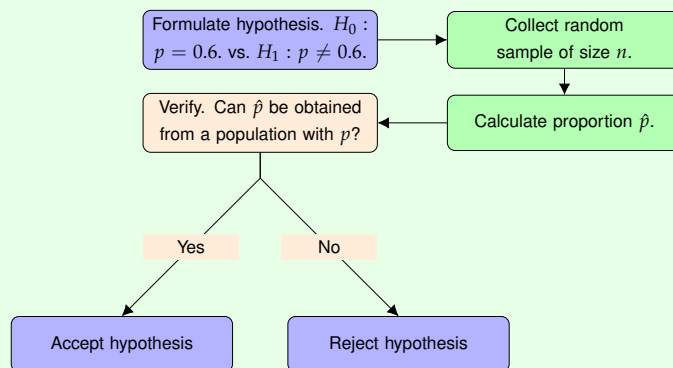 Formulate hypothesis. H₀ :
p = 0.6. vs. H₁ : p ≠ 0.6.
Collect random
sample of size n.
Verify. Can p̂ be obtained
from a population with p?
Calculate proportion p̂.
Yes
No
Accept hypothesis
Reject hypothesis